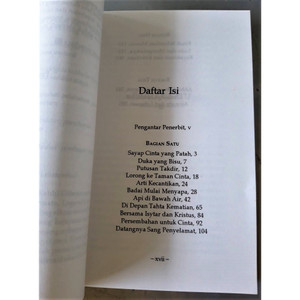 Daftar Isi
Pengantar Penerbit, v
BAGIAN SATU
Sayap Cinta yang Patah, 3
Duka yang Bisu, 7
Putusan Takdir, 12
Lorong ke Taman Cinta, 18
Arti Kecantikan, 24
Badai Mulai Menyapa, 28
Api di Bawah Air, 42
Di Depan Tahta Kematian, 65
Bersama Isytar dan Kristus, 84
Persembahan untuk Cinta, 92
Datangnya Sang Penyelamat, 104
~ xvii ~